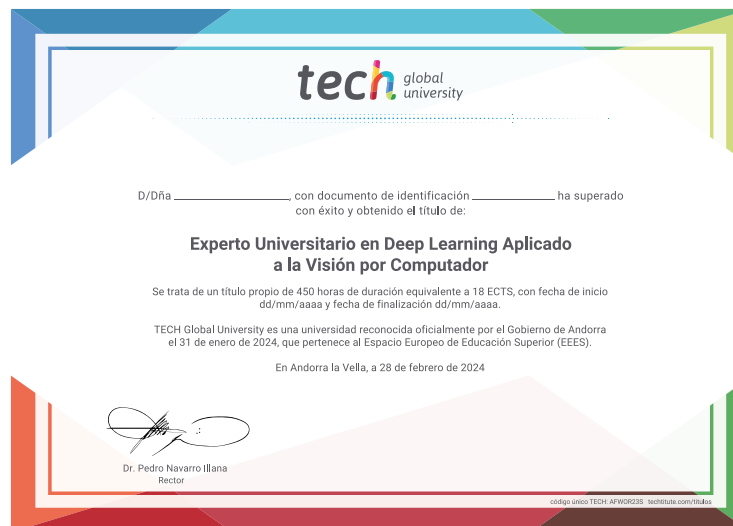 tech global
university
D/Dña ____________________, con documento de identificación ______________ ha superado
con éxito y obtenido el título de:
Experto Universitario en Deep Learning Aplicado
a la Visión por Computador
Se trata de un título propio de 450 horas de duración equivalente a 18 ECTS, con fecha de inicio
dd/mm/aaaa y fecha de finalización dd/mm/aaaa.
TECH Global University es una universidad reconocida oficialmente por el Gobierno de Andorra
el 31 de enero de 2024, que pertenece al Espacio Europeo de Educación Superior (EEES).
En Andorra la Vella, a 28 de febrero de 2024
Dr. Pedro Navarro Illana
Rector
código único TECH: AFWOR23S techtitute.com/titulos